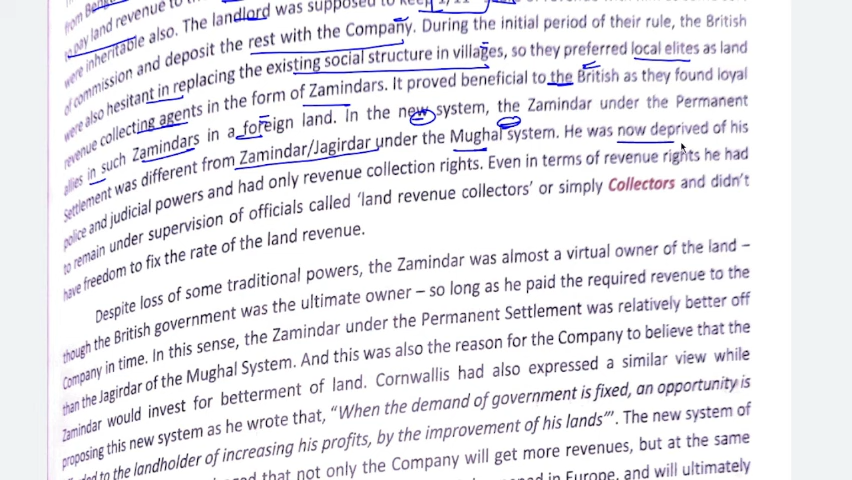 from
to pay land revenue to the
were inheritable also. The landlord was supposed to keep 1/11
of commission and deposit the rest with the Company. During the initial period of their rule, the British
were also hesitant in replacing the existing social structure in villages, so they preferred local elites as land
revenue collecting agents in the form of Zamindars. It proved beneficial to the British as they found loyal
allies in such Zamindars in a foreign land. In the new system, the Zamindar under the Permanent
Settlement was different from Zamindar/Jagirdar under the Mughal system. He was now deprived of his
police and judicial powers and had only revenue collection rights. Even in terms of revenue rights he had
to remain under supervision of officials called 'land revenue collectors' or simply Collectors and didn't
have freedom to fix the rate of the land revenue.
Despite loss of some traditional powers, the Zamindar was almost a virtual owner of the land –
though the British government was the ultimate owner – so long as he paid the required revenue to the
Company in time. In this sense, the Zamindar under the Permanent Settlement was relatively better off
than the Jagirdar of the Mughal System. And this was also the reason for the Company to believe that the
Zamindar would invest for betterment of land. Cornwallis had also expressed a similar view while
proposing this new system as he wrote that, "When the demand of government is fixed, an opportunity is
to the landholder of increasing his profits, by the improvement of his lands"'. The new system of
that not only the Company will get more revenues, but at the same
in Europe, and will ultimately